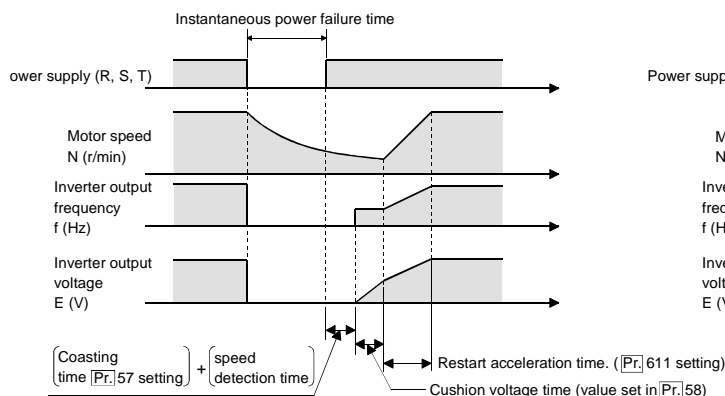 Instantaneous power failure time
ower supply (R, S, T)
Motor speed
N (r/min)
Inverter output
frequency
f (Hz)
Inverter output
voltage
E (V)
Coasting
time Pr. 57 setting
+
speed
detection time
Restart acceleration time. ( Pr. 611 setting)
Cushion voltage time (value set in Pr. 58)
Power supp
M
N
Inve
freq
f (H
Inve
volt
E (V